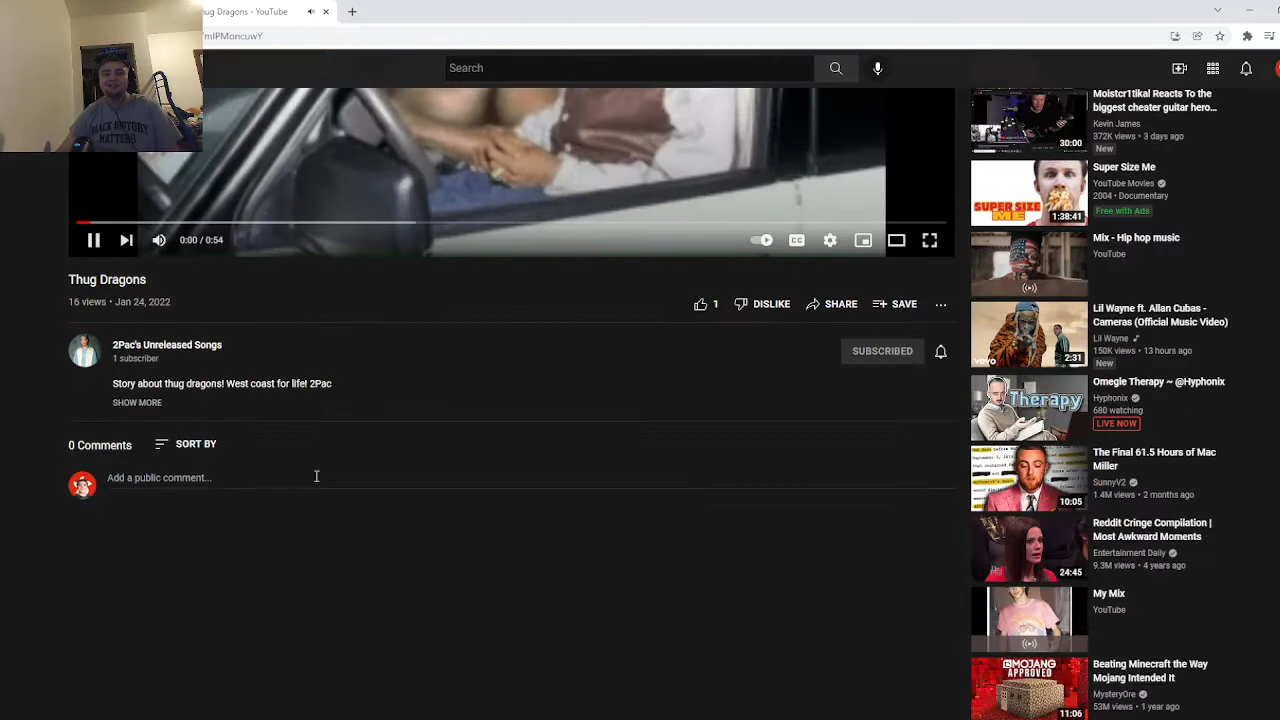 hug Dragons - YouTube
mIPMoncuwY
Search
BLACK HISTORY
MATTERS
0:00 / 0:54
CC
Thug Dragons
16 views • Jan 24, 2022
1
DISLIKE
SHARE
SAVE
2Pac's Unreleased Songs
1 subscriber
SUBSCRIBED
Story about thug dragons! West coast for life! 2Pac
SHOW MORE
0 Comments
SORT BY
Add a public comment...
Moistcr1tikal Reacts To the
biggest cheater guitar hero...
Kevin James
372K views • 3 days ago
New
30:00
Super Size Me
YouTube Movies
2004 • Documentary
Free with Ads
SUPER SIZE
ME
1:38:41
Mix - Hip hop music
YouTube
Lil Wayne ft. Allan Cubas -
Cameras (Official Music Video)
Lil Wayne
150K views • 13 hours ago
New
vevo
2:31
Omegle Therapy ~ @Hyphonix
Hyphonix
680 watching
LIVE NOW
Therapy
The Final 61.5 Hours of Mac
Miller
SunnyV2
1.4M views • 2 months ago
10:05
Reddit Cringe Compilation |
Most Awkward Moments
Entertainment Daily
9.3M views • 4 years ago
24:45
My Mix
YouTube
Beating Minecraft the Way
Mojang Intended It
MysteryOre
53M views • 1 year ago
MOJANG
APPROVED
11:06